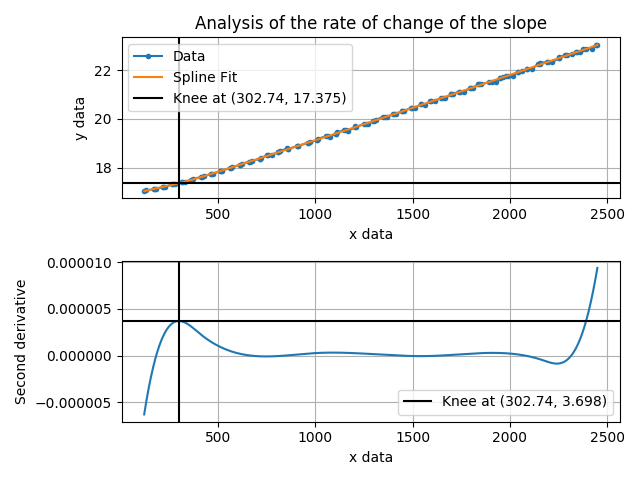 Analysis of the rate of change of the slope
Data
Spline Fit
Knee at (302.74, 17.375)
y data
22
20
18
500 1000 1500 2000 2500
x data
Second derivative
0.000010
0.000005
0.000000
−0.000005
Knee at (302.74, 3.698)
500 1000 1500 2000 2500
x data